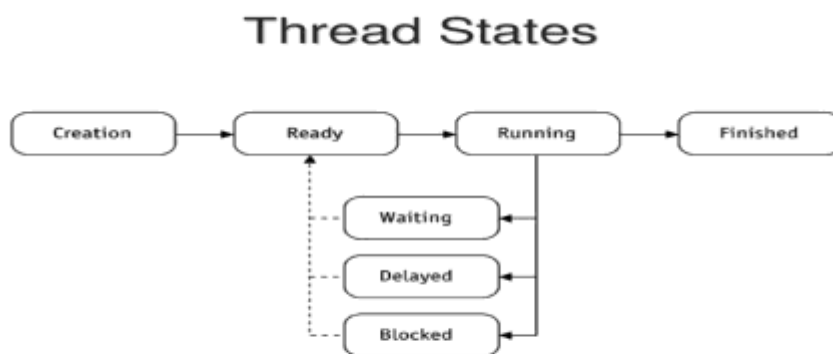 Thread States
Creation Ready Running Finished
Waiting
Delayed
Blocked